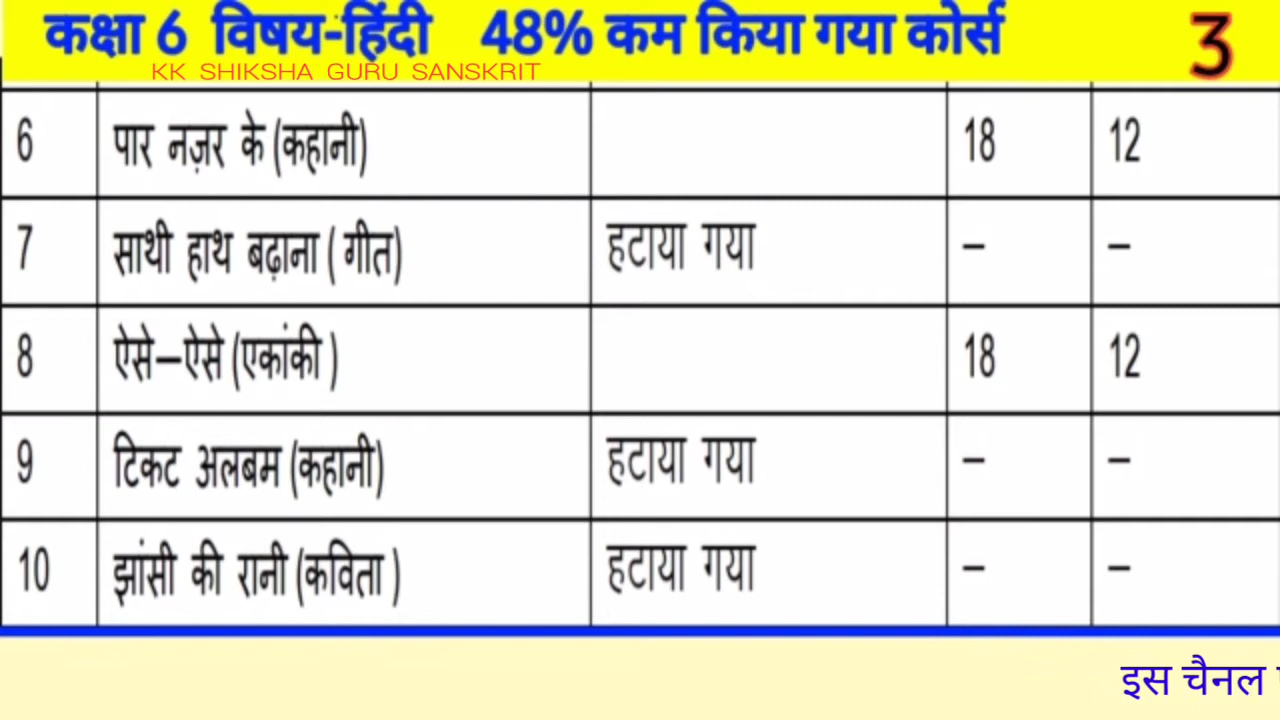 कक्षा 6 विषय-हिंदी 48% कम किया गया कोर्स 3
KK SHIKSHA GURU SANSKRIT
6 पार नज़र के (कहानी) 18 12
7 साथी हाथ बढ़ाना ( गीत) हटाया गया – –
8 ऐसे–ऐसे (एकांकी ) 18 12
9 टिकट अलबम (कहानी) हटाया गया – –
10 झांसी की रानी (कविता ) हटाया गया – –
इस चैनल